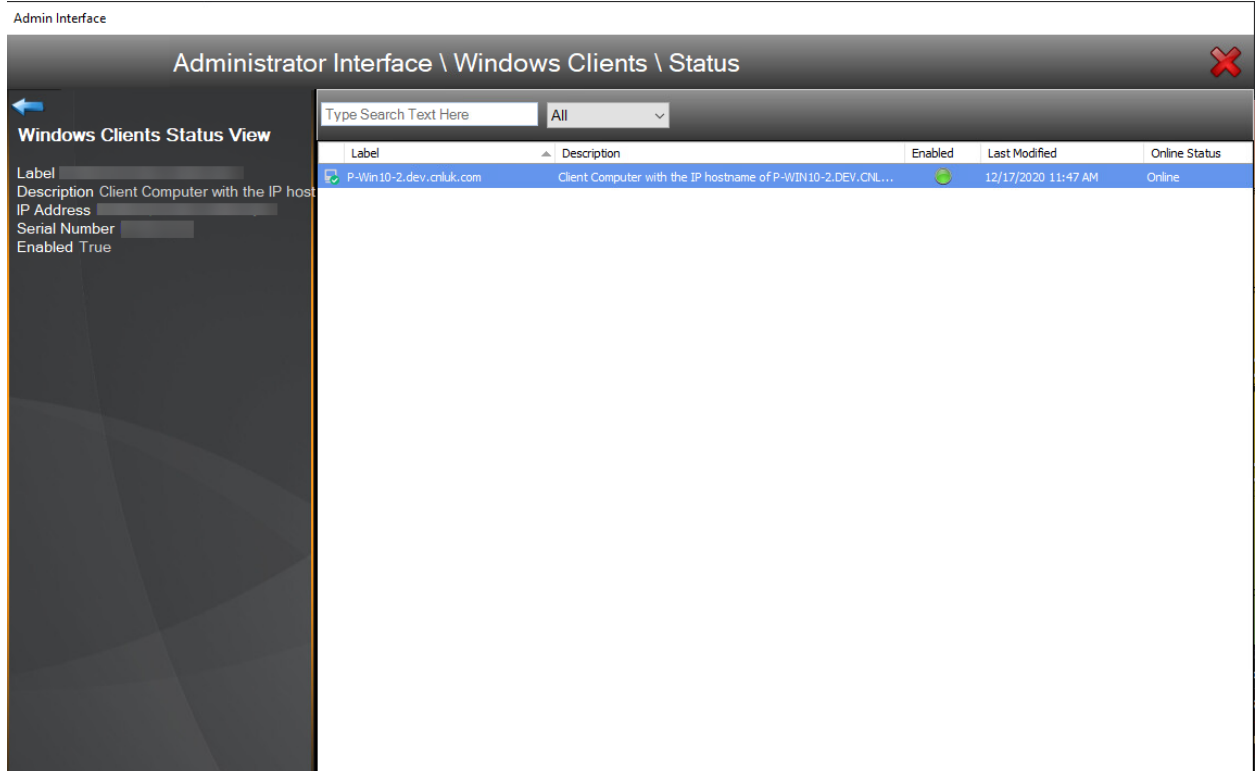 Admin Interface
Administrator Interface \ Windows Clients \ Status
Windows Clients Status View
Label
Description Client Computer with the IP host
IP Address
Serial Number
Enabled True
Type Search Text Here All
Label Description Enabled Last Modified Online Status
P-Win10-2.dev.cnluk.com Client Computer with the IP hostname of P-WIN10-2.DEV.CNL... 12/17/2020 11:47 AM Online